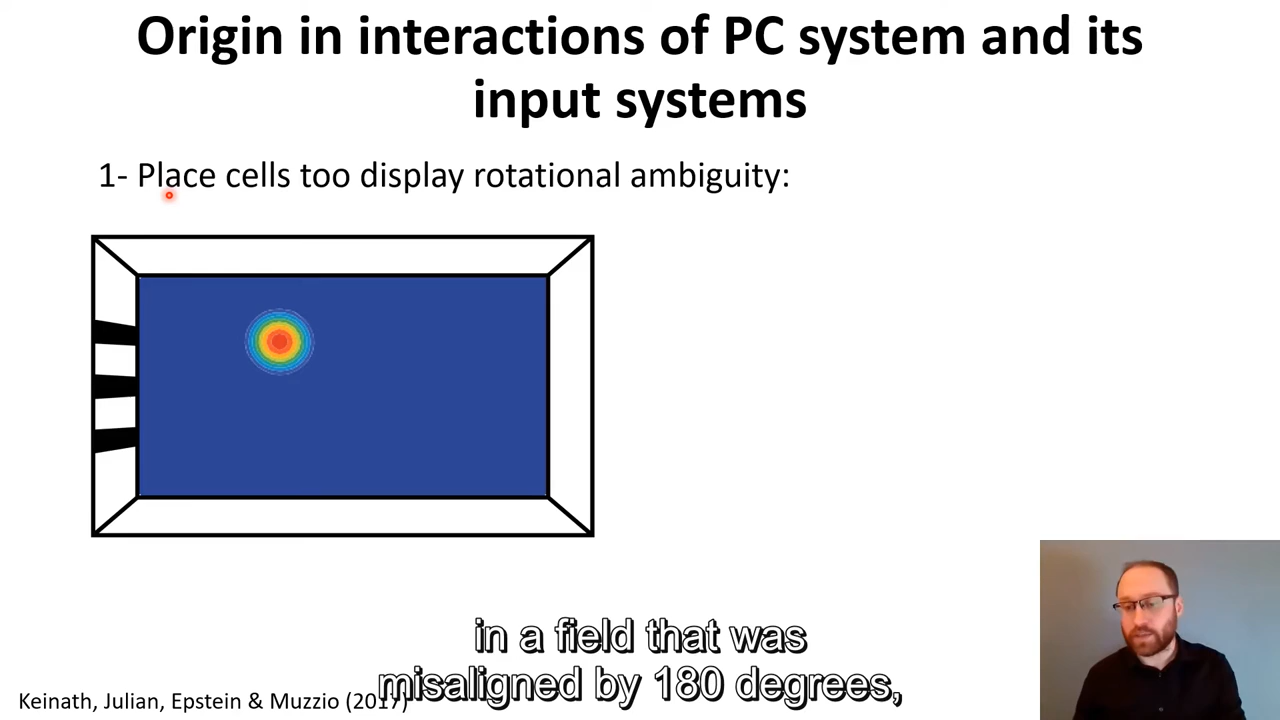 Origin in interactions of PC system and its
input systems
1- Place cells too display rotational ambiguity:
in a field that was
misaligned by 180 degrees,
Keinath, Julian, Epstein & Muzzio (2017)